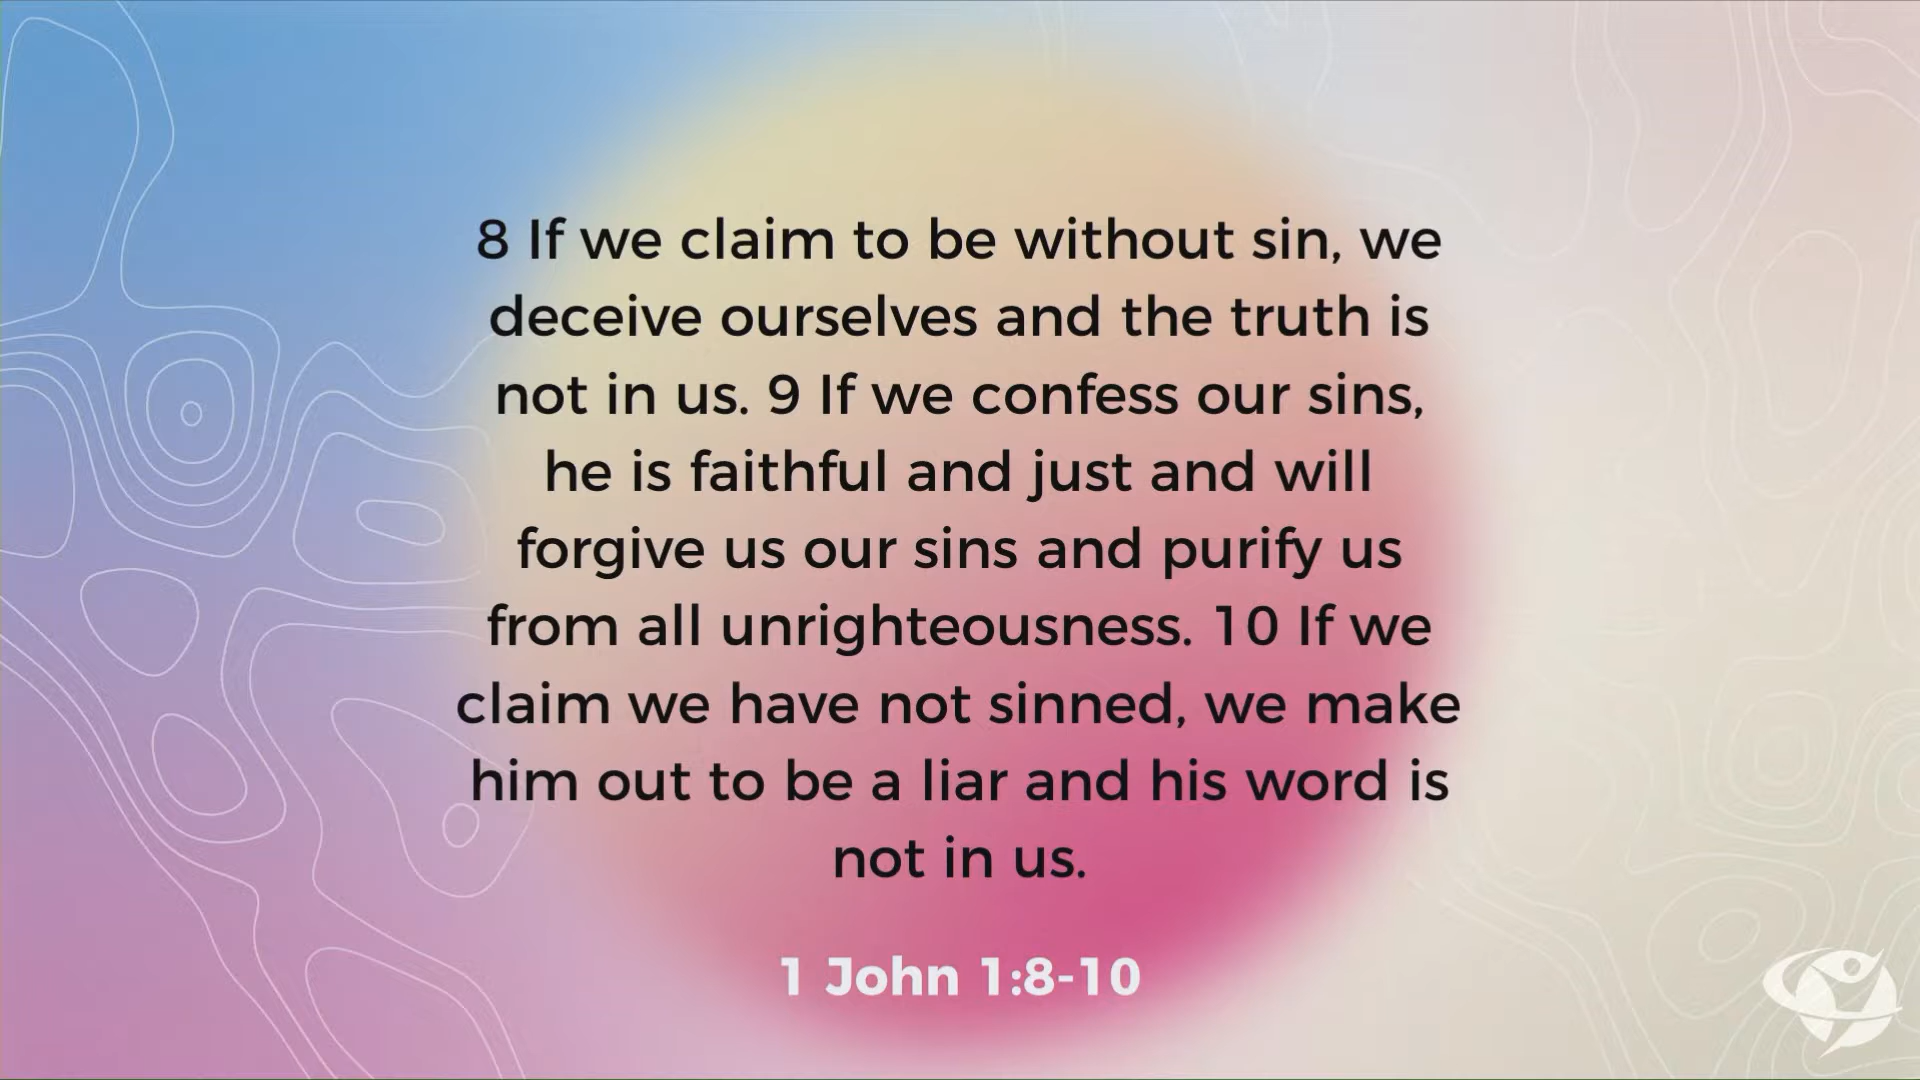 8 If we claim to be without sin, we
deceive ourselves and the truth is
not in us. 9 If we confess our sins,
he is faithful and just and will
forgive us our sins and purify us
from all unrighteousness. 10 If we
claim we have not sinned, we make
him out to be a liar and his word is
not in us.
1 John 1:8-10